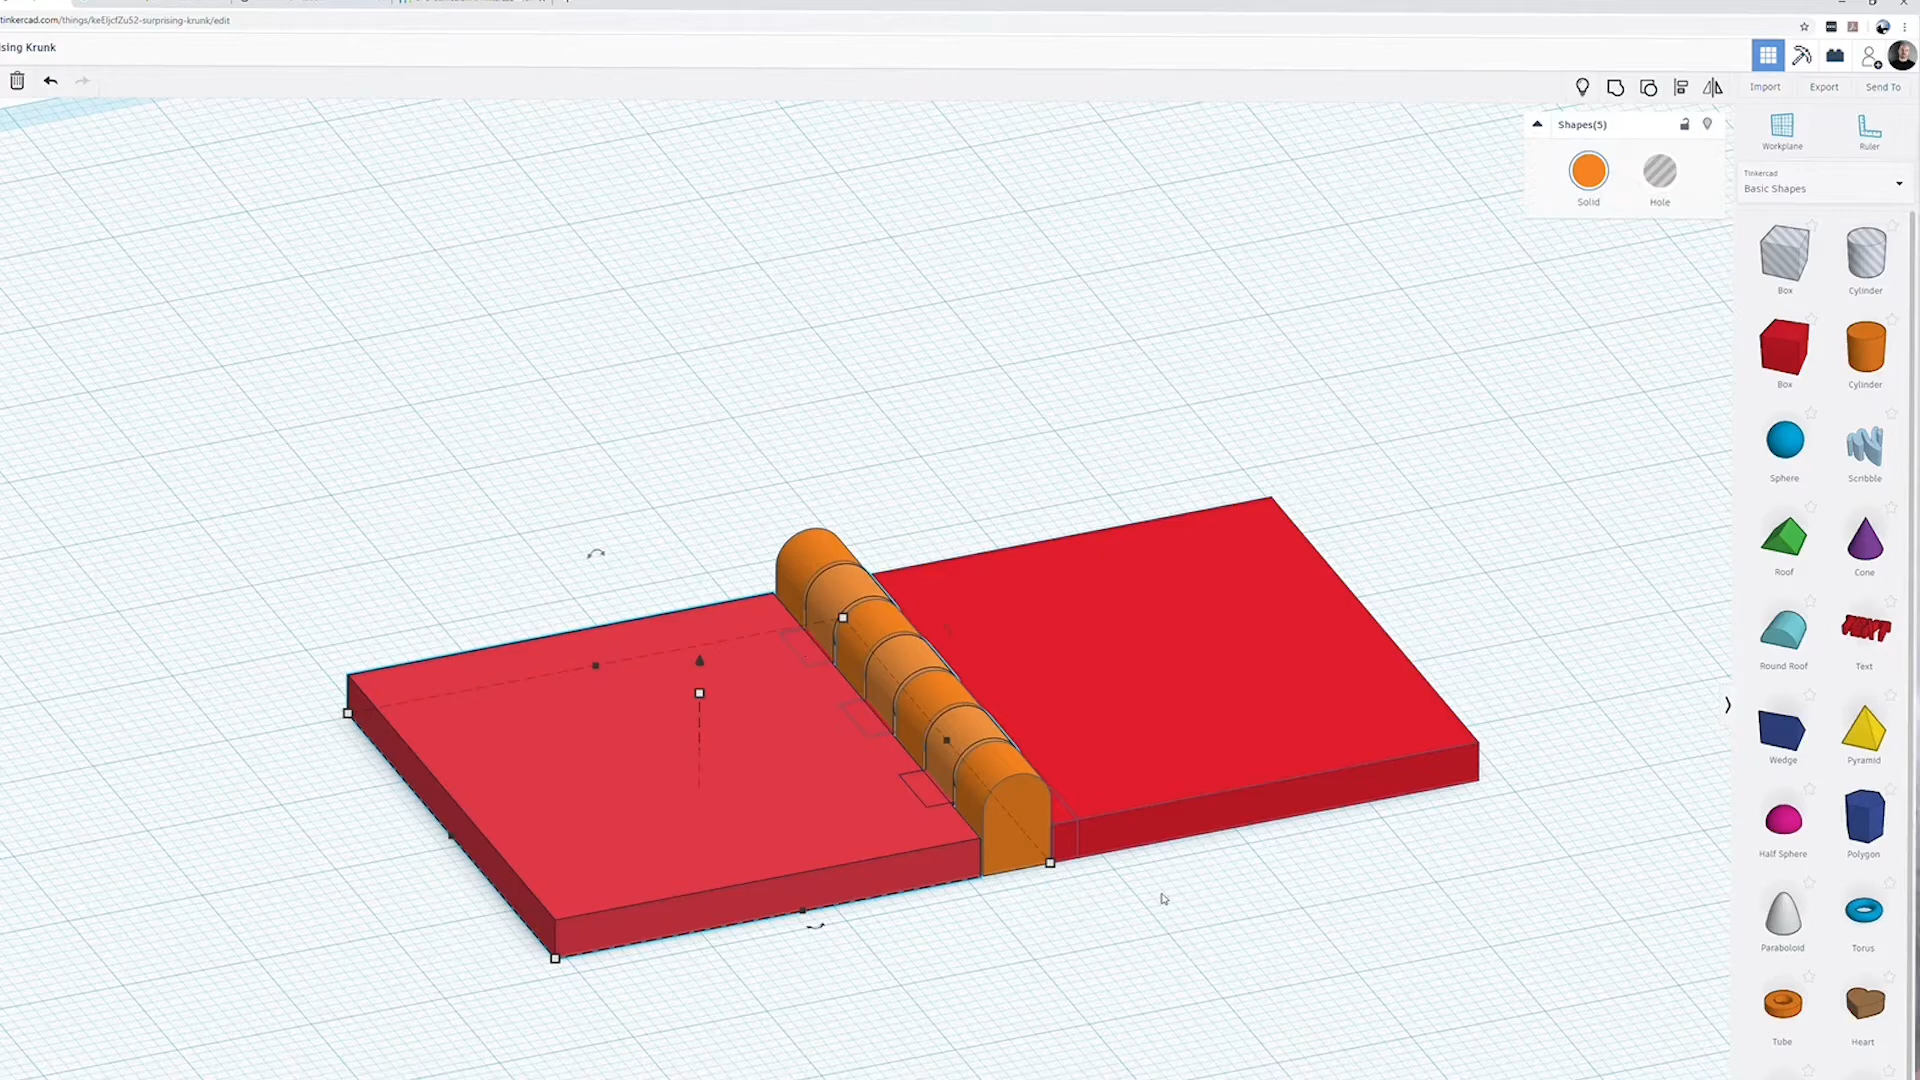 tinkercad.com/things/keEljcfZu52-surprising-krunk/edit
sing Krunk
Import
Export
Send To
Shapes(5)
Solid
Hole
Workplane
Ruler
Tinkercad
Basic Shapes
Box
Cylinder
Box
Cylinder
Sphere
Scribble
Roof
Cone
Round Roof
Text
TEXT
Wedge
Pyramid
Half Sphere
Polygon
Paraboloid
Torus
Tube
Heart